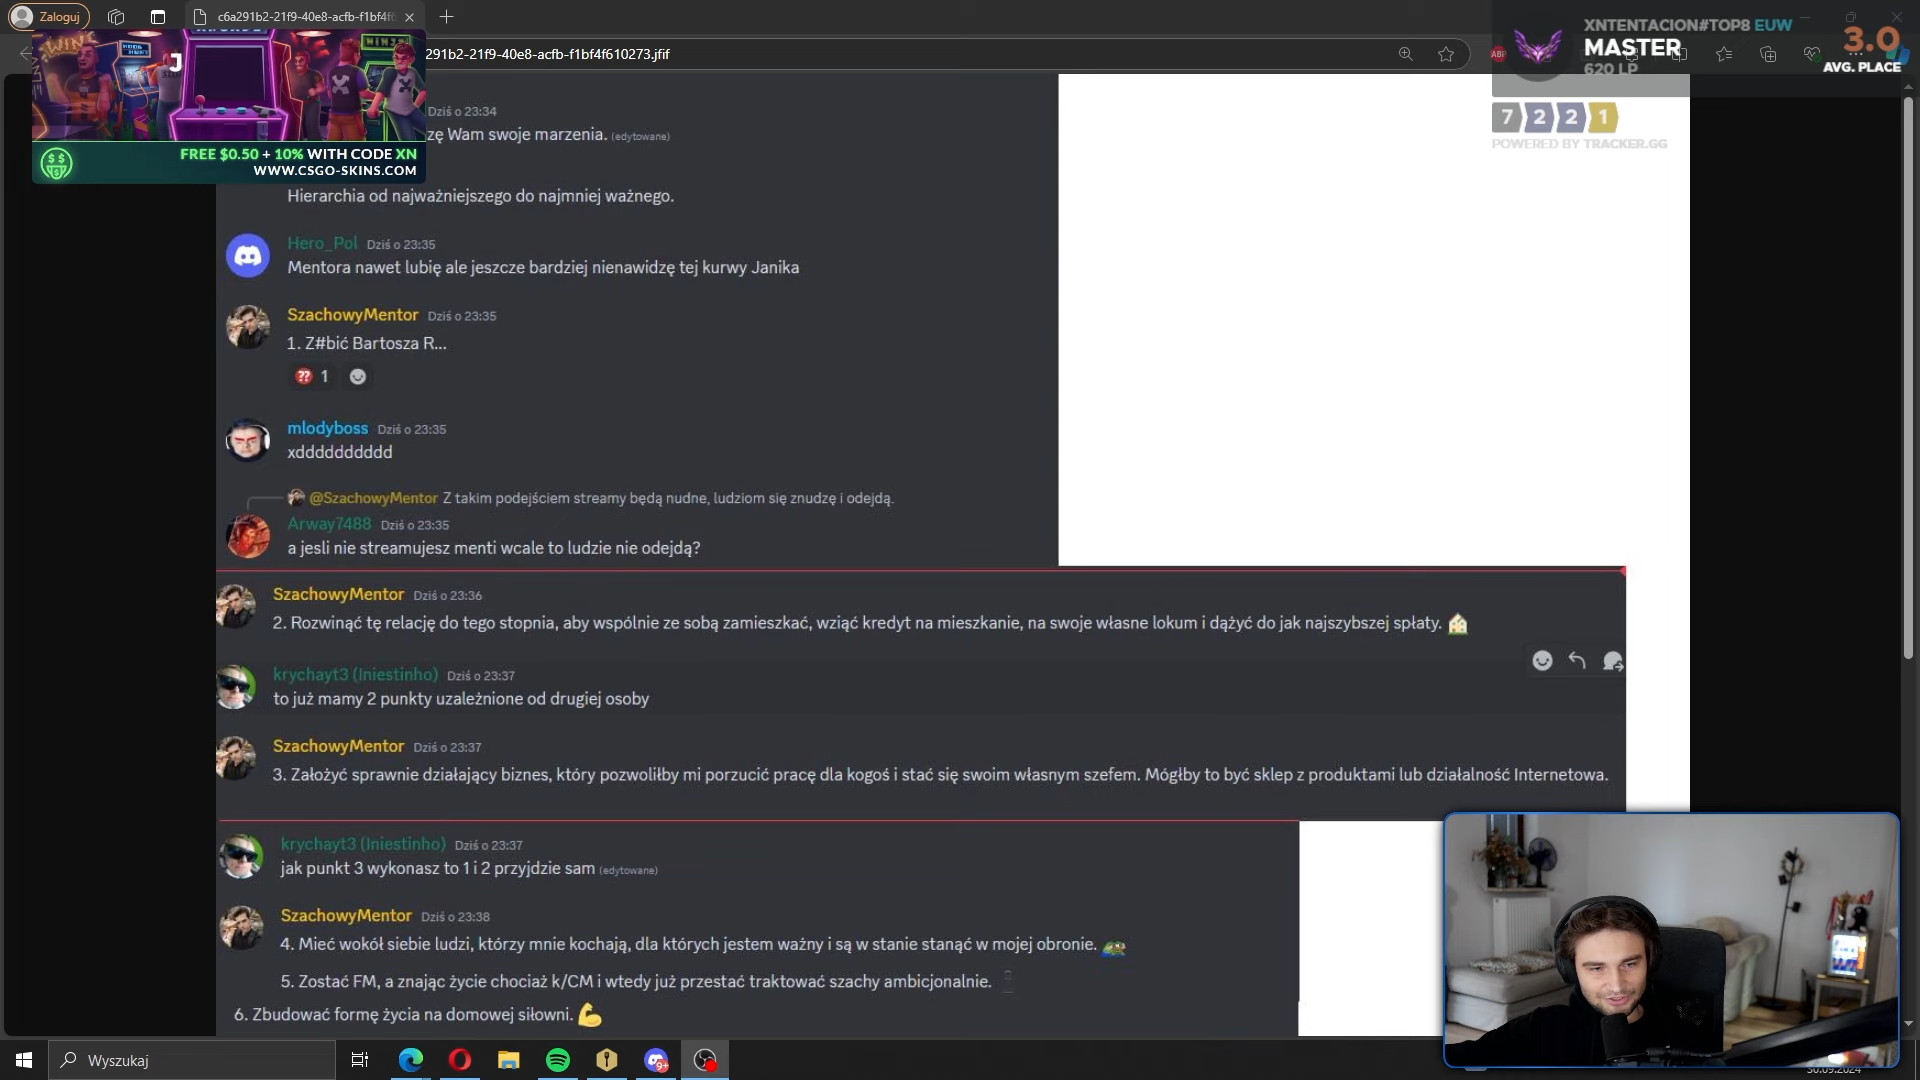 Zaloguj
c6a291b2-21f9-40e8-acfb-f1bf4f6
291b2-21f9-40e8-acfb-f1bf4f610273.jfif
ABP
XNTENTACION#TOP8 EUW
MASTER
620 LP
3.0
AVG. PLACE
7 2 2 1
POWERED BY TRACKER.GG
J
FREE $0.50 + 10% WITH CODE XN
WWW.CSGO-SKINS.COM
Dziś o 23:34
zę Wam swoje marzenia. (edytowane)
Hierarchia od najważniejszego do najmniej ważnego.
Hero_Pol Dziś o 23:35
Mentora nawet lubię ale jeszcze bardziej nienawidzę tej kurwy Janika
SzachowyMentor Dziś o 23:35
1. Z#bić Bartosza R...
⁇ 1
mlodyboss Dziś o 23:35
xdddddddddd
@SzachowyMentor Z takim podejściem streamy będą nudne, ludziom się znudzę i odejdą.
Arway7488 Dziś o 23:35
a jesli nie streamujesz menti wcale to ludzie nie odejdą?
SzachowyMentor Dziś o 23:36
2. Rozwinąć tę relację do tego stopnia, aby wspólnie ze sobą zamieszkać, wziąć kredyt na mieszkanie, na swoje własne lokum i dążyć do jak najszybszej spłaty. 🏠
krychayt3 (Iniestinho) Dziś o 23:37
to już mamy 2 punkty uzależnione od drugiej osoby
SzachowyMentor Dziś o 23:37
3. Założyć sprawnie działający biznes, który pozwoliłby mi porzucić pracę dla kogoś i stać się swoim własnym szefem. Mógłby to być sklep z produktami lub działalność Internetowa.
krychayt3 (Iniestinho) Dziś o 23:37
jak punkt 3 wykonasz to 1 i 2 przyjdzie sam (edytowane)
SzachowyMentor Dziś o 23:38
4. Mieć wokół siebie ludzi, którzy mnie kochają, dla których jestem ważny i są w stanie stanąć w mojej obronie.
5. Zostać FM, a znając życie chociaż k/CM i wtedy już przestać traktować szachy ambicjonalnie.
6. Zbudować formę życia na domowej siłowni. 💪
Wyszukaj
9+
30.09.2024